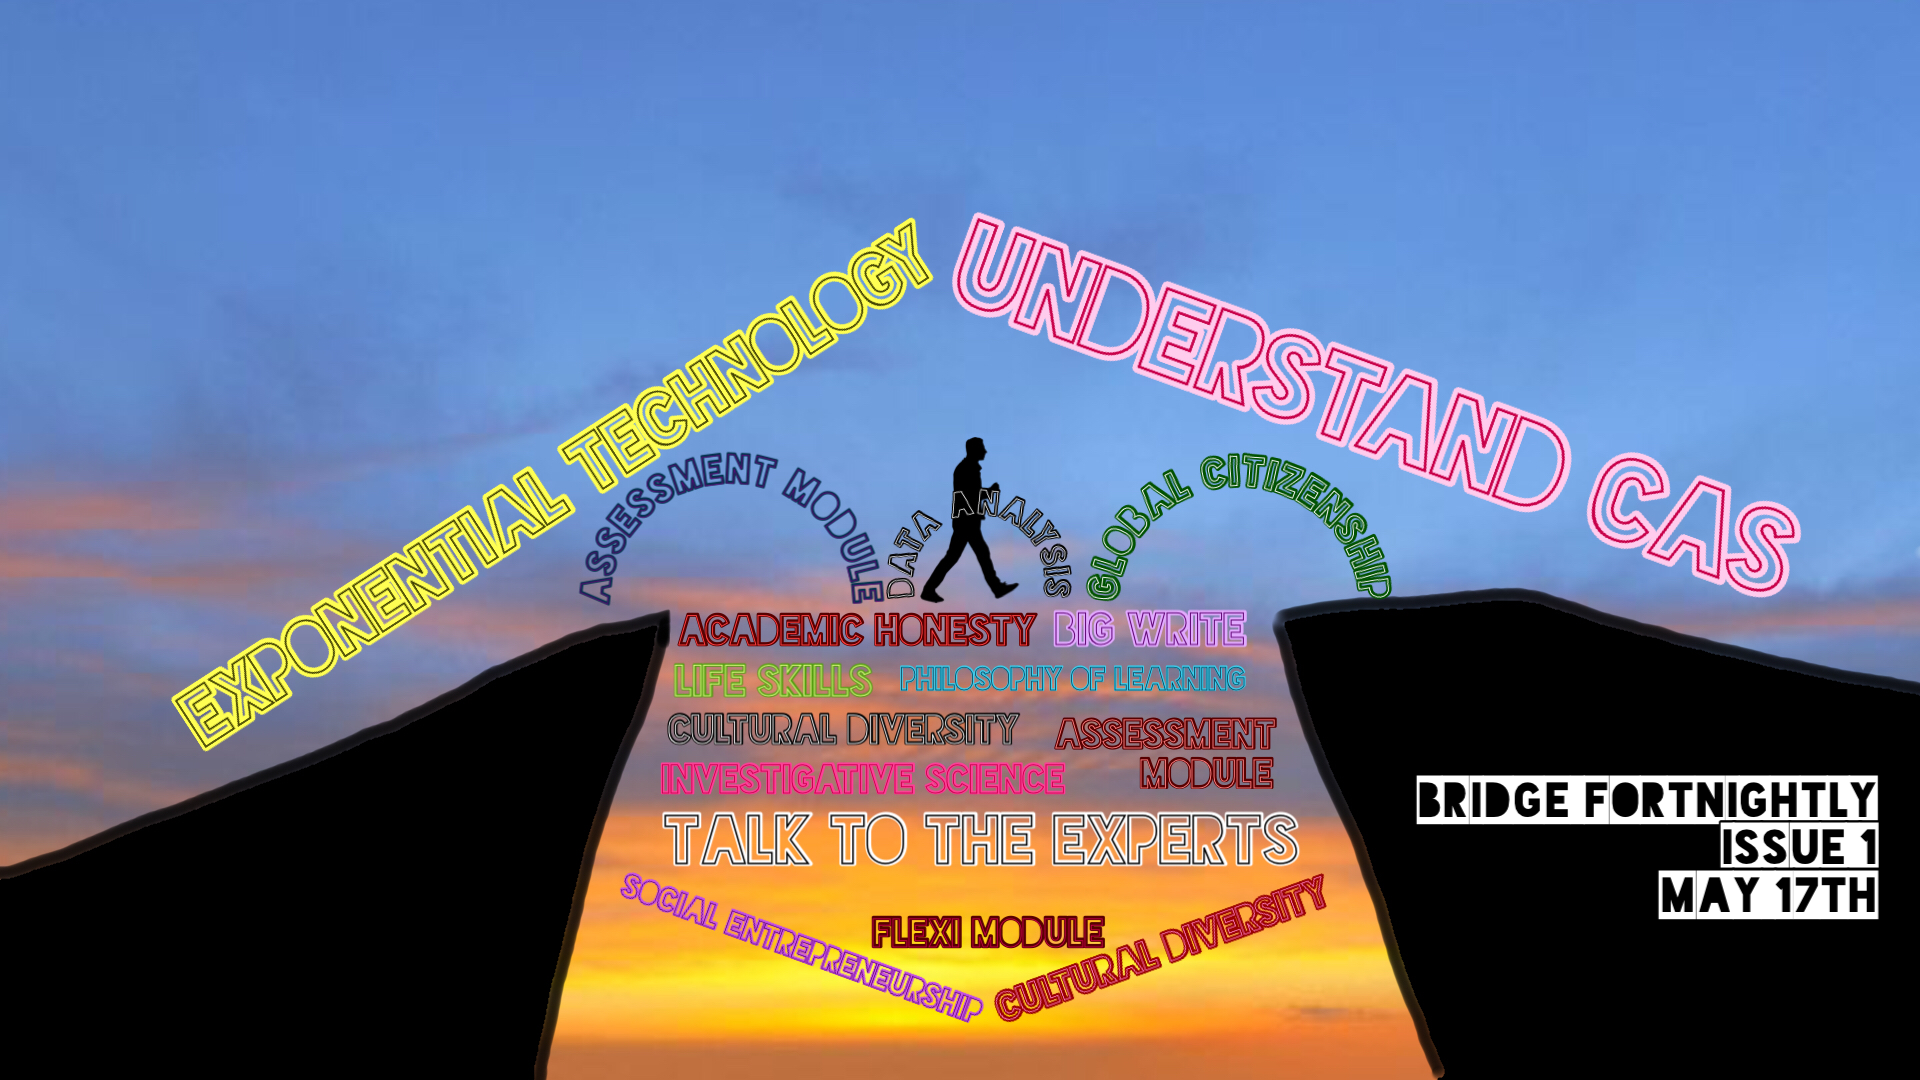 EXPONENTIAL TECHNOLOGY
UNDERSTAND CAS
ASSESSMENT MODULE
DATA ANALYSIS
GLOBAL CITIZENSHIP
ACADEMIC HONESTY
BIG WRITE
LIFE SKILLS
PHILOSOPHY OF LEARNING
CULTURAL DIVERSITY
ASSESSMENT
MODULE
INVESTIGATIVE SCIENCE
TALK TO THE EXPERTS
SOCIAL ENTREPRENEURSHIP
FLEXI MODULE
CULTURAL DIVERSITY
BRIDGE FORTNIGHTLY
ISSUE 1
MAY 17TH